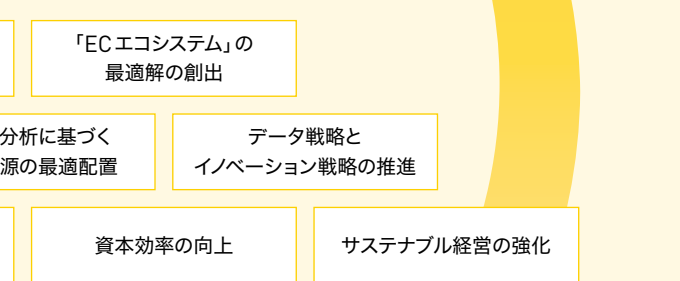 「ECエコシステム」の
最適解の創出
分析に基づく
源の最適配置
データ戦略と
イノベーション戦略の推進
資本効率の向上
サステナブル経営の強化